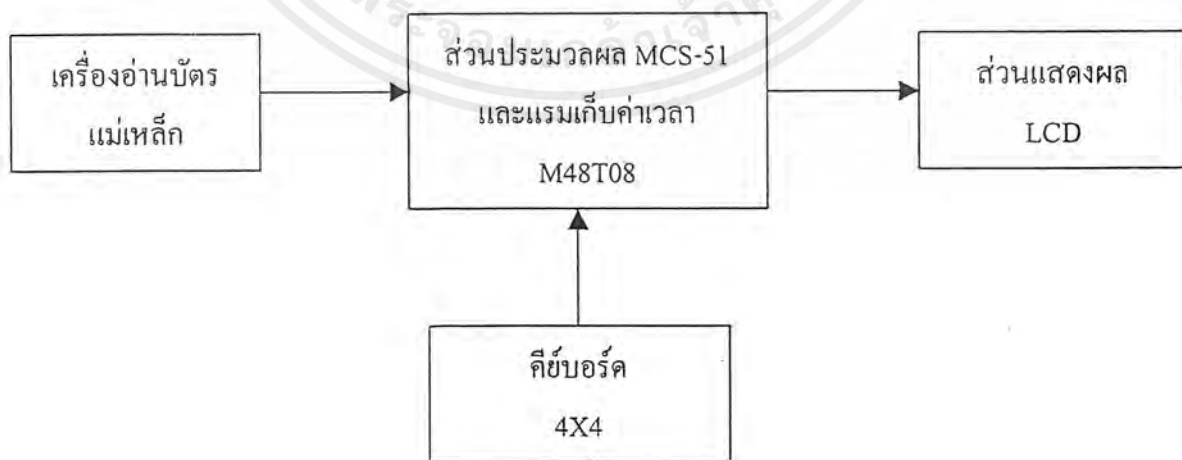 เครื่องอ่านบัตร
แม่เหล็ก
ส่วนประมวลผล MCS-51
และแรมเก็บค่าเวลา
M48T08
ส่วนแสดงผล
LCD
คีย์บอร์ด
4X4